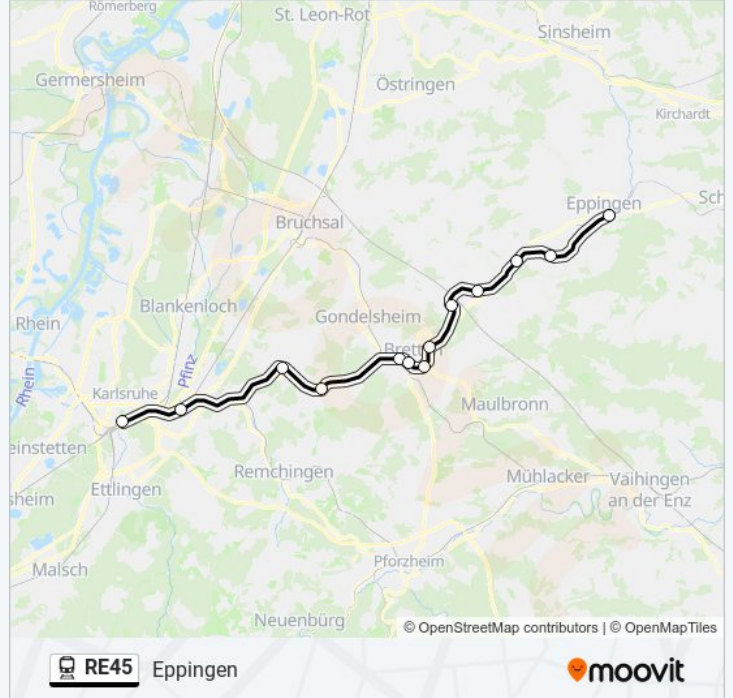 Römerberg
St. Leon-Rot
Sinsheim
Germersheim
Östringen
Kirchardt
Eppingen
Sch
Bruchsal
Blankenloch
Rhein
Gondelsheim
Pfinz
Rhein
Karlsruhe
Maulbronn
einstetten
Remchingen
Mühlacker
Vaihingen
an der Enz
sheim
Ettlingen
Pforzheim
Malsch
Neuenbürg
© OpenStreetMap contributors | © OpenMapTiles
RE45 Eppingen
moovit